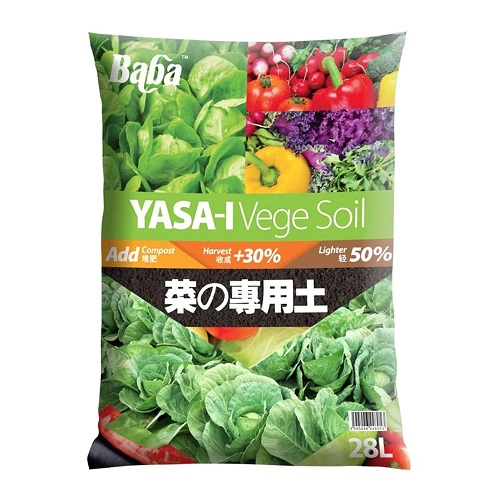 Baba™
YASA-I Vege Soil
Add Compost 堆肥
Harvest 收成 +30%
Lighter 轻 50%
菜の專用土
28L